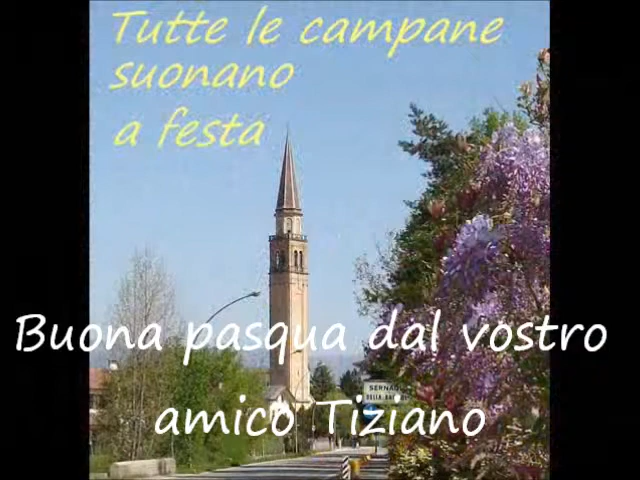 Tutte le campane
suonano
a festa
Buona pasqua dal vostro
amico Tiziano